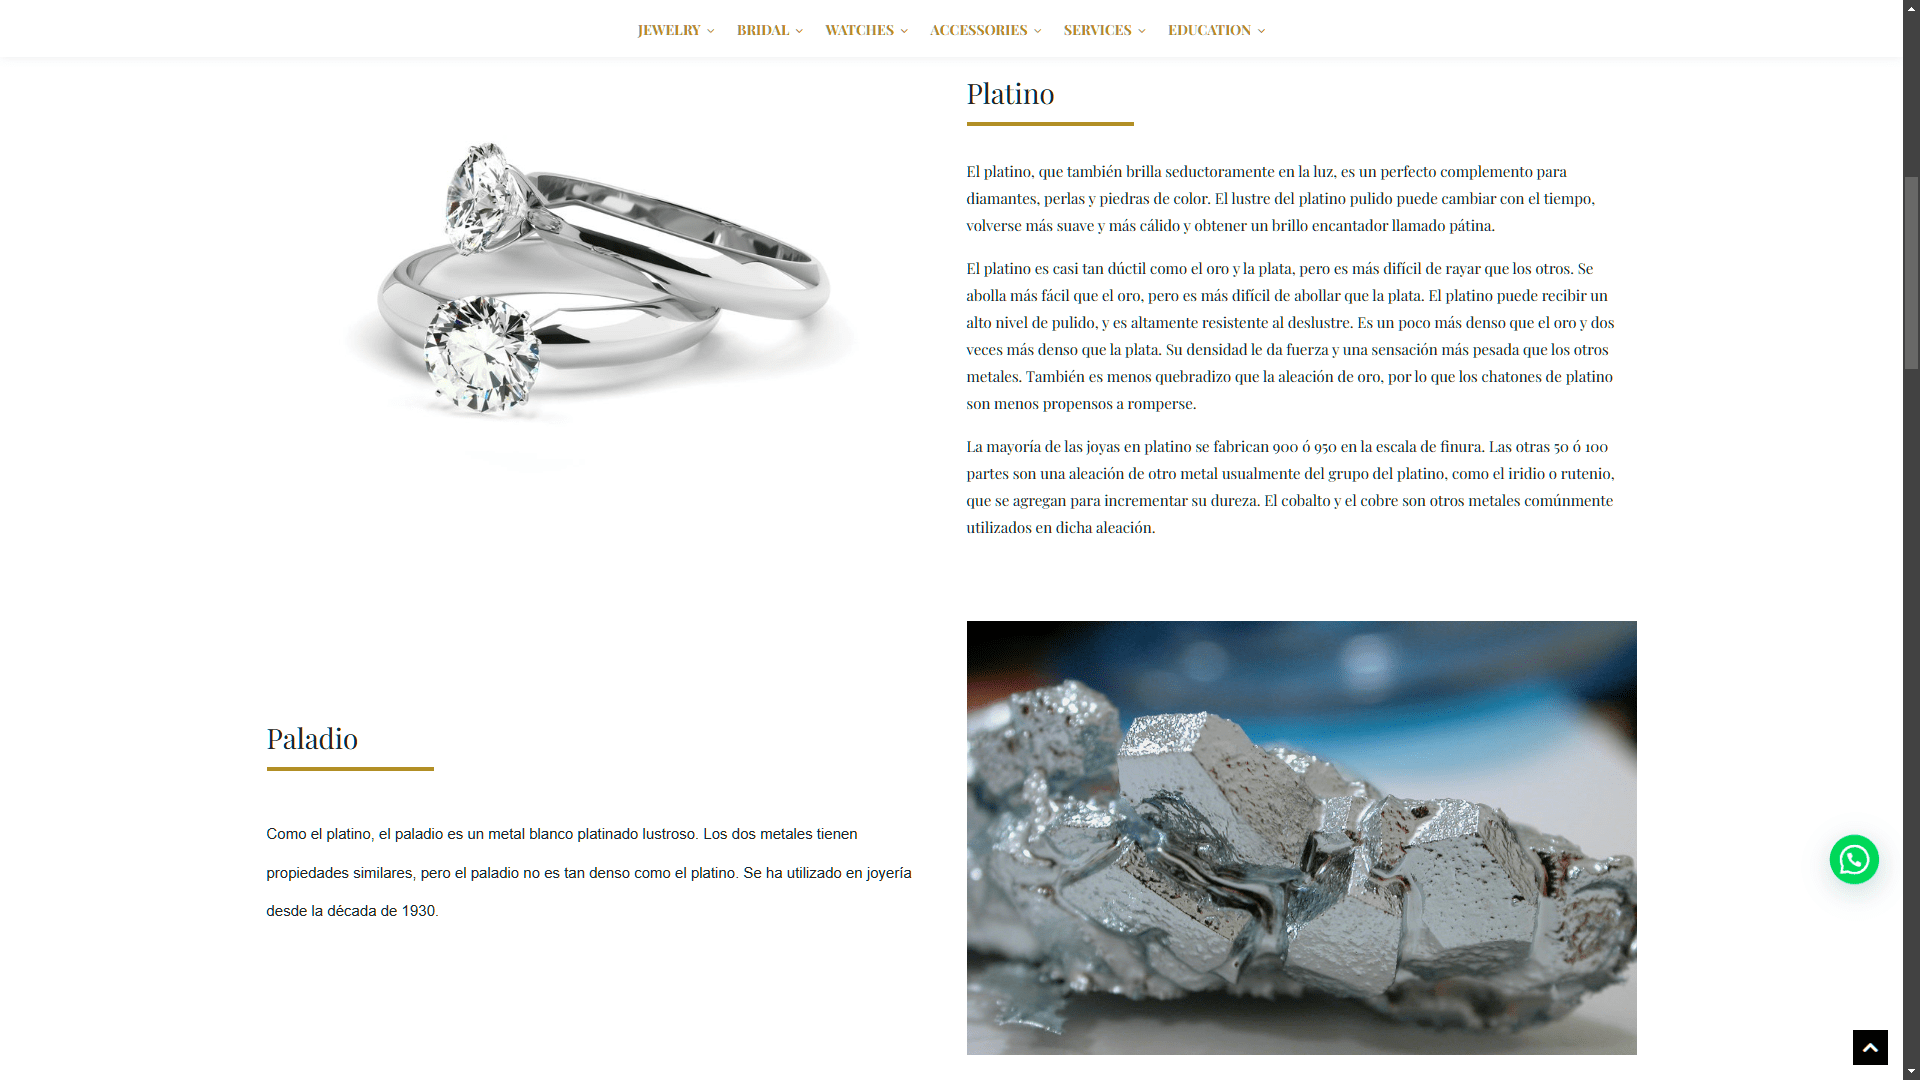 JEWELRY BRIDAL WATCHES ACCESSORIES SERVICES EDUCATION
Platino
El platino, que también brilla seductoramente en la luz, es un perfecto complemento para
diamantes, perlas y piedras de color. El lustre del platino pulido puede cambiar con el tiempo,
volverse más suave y más cálido y obtener un brillo encantador llamado pátina.
El platino es casi tan dúctil como el oro y la plata, pero es más difícil de rayar que los otros. Se
abolla más fácil que el oro, pero es más difícil de abollar que la plata. El platino puede recibir un
alto nivel de pulido, y es altamente resistente al deslustre. Es un poco más denso que el oro y dos
veces más denso que la plata. Su densidad le da fuerza y una sensación más pesada que los otros
metales. También es menos quebradizo que la aleación de oro, por lo que los chatones de platino
son menos propensos a romperse.
La mayoría de las joyas en platino se fabrican 900 ó 950 en la escala de finura. Las otras 50 ó 100
partes son una aleación de otro metal usualmente del grupo del platino, como el iridio o rutenio,
que se agregan para incrementar su dureza. El cobalto y el cobre son otros metales comúnmente
utilizados en dicha aleación.
Paladio
Como el platino, el paladio es un metal blanco platinado lustroso. Los dos metales tienen
propiedades similares, pero el paladio no es tan denso como el platino. Se ha utilizado en joyería
desde la década de 1930.